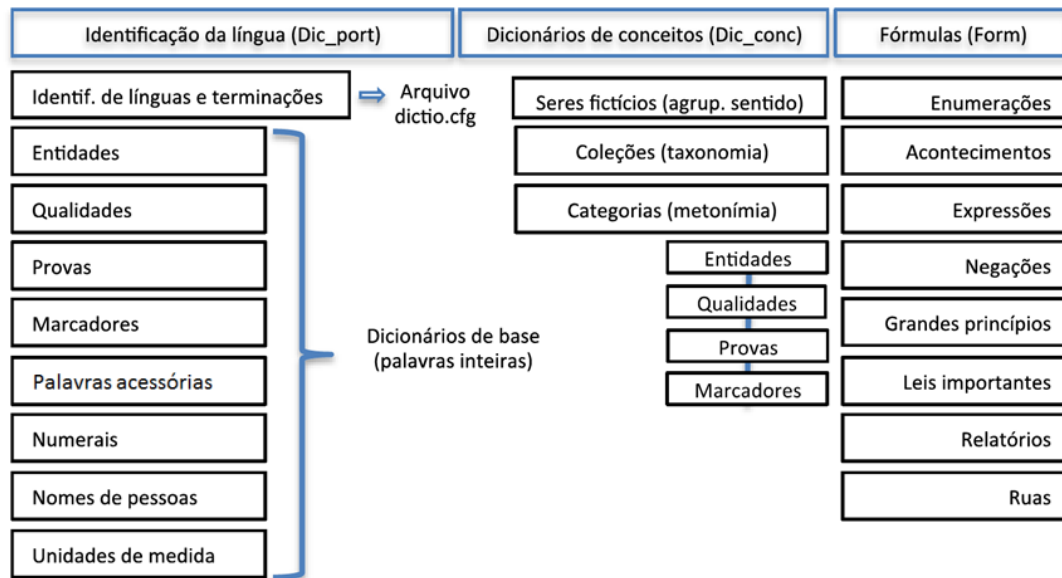 Identificação da língua (Dic_port)
Identif. de línguas e terminações
Arquivo
dictio.cfg
Entidades
Qualidades
Provas
Marcadores
Palavras acessórias
Numerais
Nomes de pessoas
Unidades de medida
Dicionários de base
(palavras inteiras)
Dicionários de conceitos (Dic_conc)
Seres fictícios (agrup. sentido)
Coleções (taxonomia)
Categorias (metonímia)
Entidades
Qualidades
Provas
Marcadores
Fórmulas (Form)
Enumerações
Acontecimentos
Expressões
Negações
Grandes princípios
Leis importantes
Relatórios
Ruas